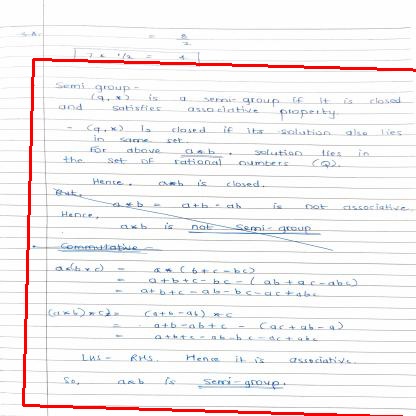 S.A. = 8/2
7 * 1/2 = 4
Semi group -
(Q, *) is a semi-group if it is closed
and satisfies associative property.
- (Q, *) is closed if its solution also lies
in same set.
For above a*b, solution lies in
the set of rational numbers (Q).
Hence, a*b is closed.
But,
a*b = a+b-ab is not associative.
Hence,
a*b is not semi-group
Commutative -
a*(b*c) = a*(b+c-bc)
= a+b+c-bc-(ab+ac-abc)
= a+b+c-ab-bc-ac+abc
(a*b)*c = (a+b-ab)*c
= a+b-ab+c-(ac+ab-a)
= a+b+c-ab-bc-ac+abc
LHS = RHS. Hence it is associative.
So, a*b is semi-group.